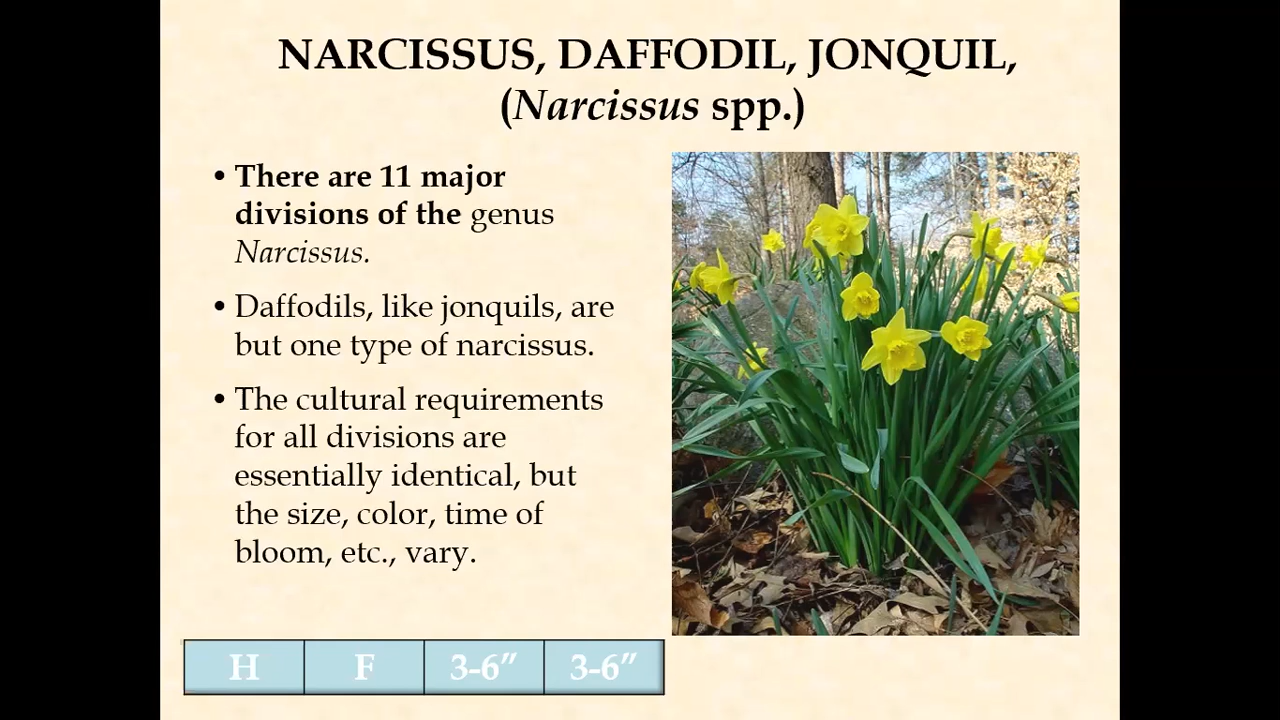 NARCISSUS, DAFFODIL, JONQUIL,
(Narcissus spp.)
• There are 11 major
divisions of the genus
Narcissus.
• Daffodils, like jonquils, are
but one type of narcissus.
• The cultural requirements
for all divisions are
essentially identical, but
the size, color, time of
bloom, etc., vary.
H F 3-6″ 3-6″